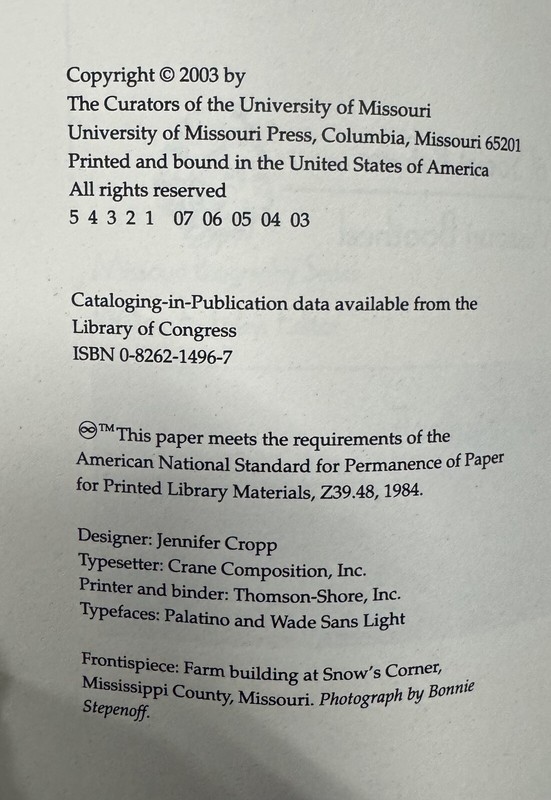 Copyright © 2003 by
The Curators of the University of Missouri
University of Missouri Press, Columbia, Missouri 65201
Printed and bound in the United States of America
All rights reserved
5 4 3 2 1 07 06 05 04 03
Cataloging-in-Publication data available from the
Library of Congress
ISBN 0-8262-1496-7
♾™ This paper meets the requirements of the
American National Standard for Permanence of Paper
for Printed Library Materials, Z39.48, 1984.
Designer: Jennifer Cropp
Typesetter: Crane Composition, Inc.
Printer and binder: Thomson-Shore, Inc.
Typefaces: Palatino and Wade Sans Light
Frontispiece: Farm building at Snow's Corner,
Mississippi County, Missouri. Photograph by Bonnie
Stepenoff.